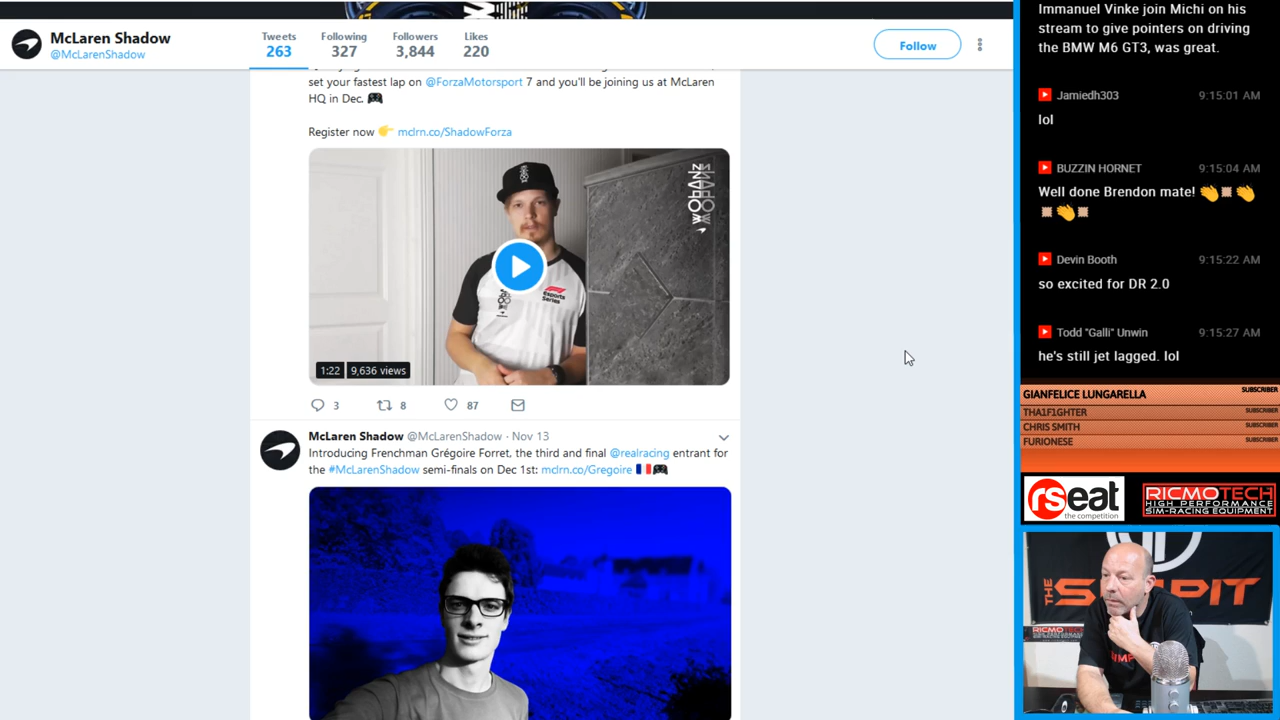 McLaren Shadow
@McLarenShadow
Tweets
263
Following
327
Followers
3,844
Likes
220
Follow
set your fastest lap on @ForzaMotorsport 7 and you'll be joining us at McLaren
HQ in Dec. 🎮
Register now 👉 mclrn.co/ShadowForza
SHADOW
esports
Series
1:22 9,636 views
3 8 87
McLaren Shadow @McLarenShadow · Nov 13
Introducing Frenchman Grégoire Forret, the third and final @realracing entrant for
the #McLarenShadow semi-finals on Dec 1st: mclrn.co/Gregoire 🇫🇷🎮
Immanuel Vinke join Michi on his
stream to give pointers on driving
the BMW M6 GT3, was great.
Jamiedh303 9:15:01 AM
lol
BUZZIN HORNET 9:15:04 AM
Well done Brendon mate! 👏🏼👏
🏼👏🏼
Devin Booth 9:15:22 AM
so excited for DR 2.0
Todd "Galli" Unwin 9:15:27 AM
he's still jet lagged. lol
GIANFELICE LUNGARELLA SUBSCRIBER
THA1F1GHTER SUBSCRIBER
CHRIS SMITH SUBSCRIBER
FURIONESE SUBSCRIBER
rseat
the competition
RICMOTECH
HIGH PERFORMANCE
SIM-RACING EQUIPMENT
THE
RICMOTECH